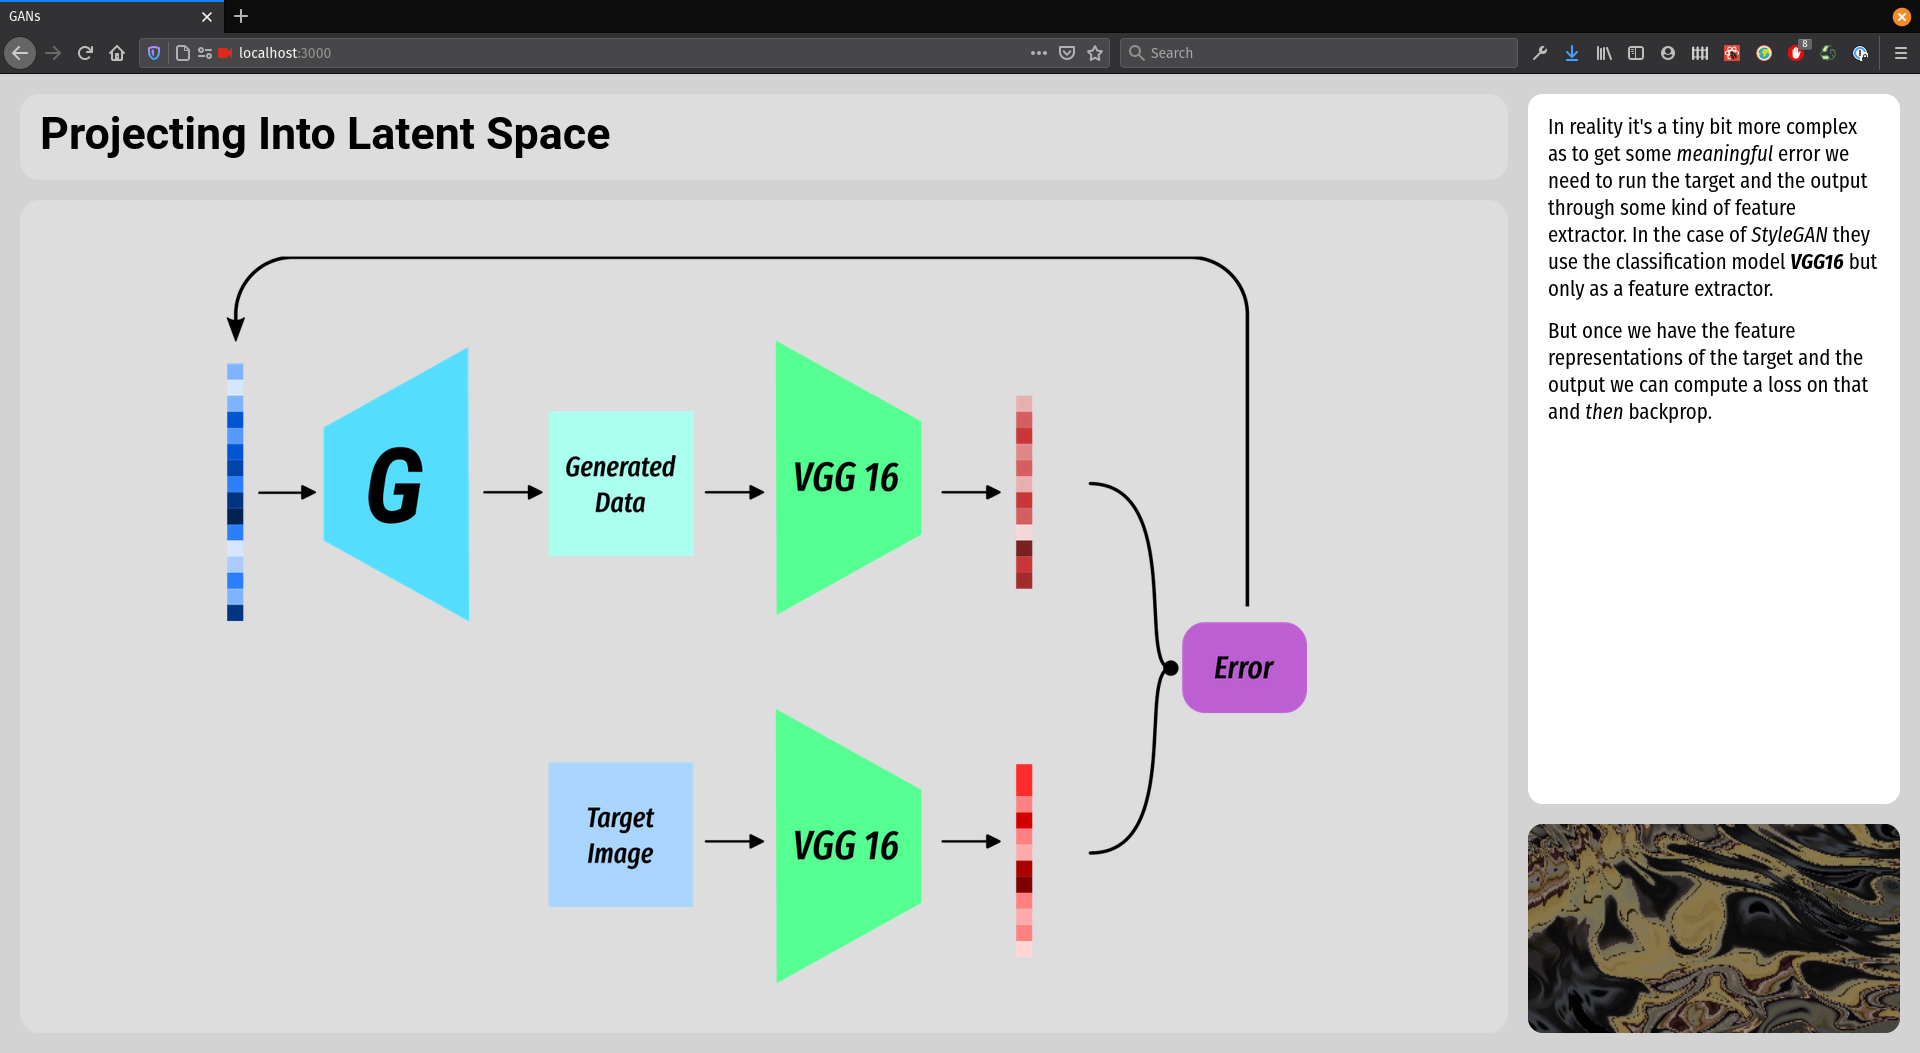 GANs
localhost:3000
Search
8
Projecting Into Latent Space
G
Generated
Data
VGG 16
Error
Target
Image
VGG 16
In reality it's a tiny bit more complex
as to get some meaningful error we
need to run the target and the output
through some kind of feature
extractor. In the case of StyleGAN they
use the classification model VGG16 but
only as a feature extractor.
But once we have the feature
representations of the target and the
output we can compute a loss on that
and then backprop.